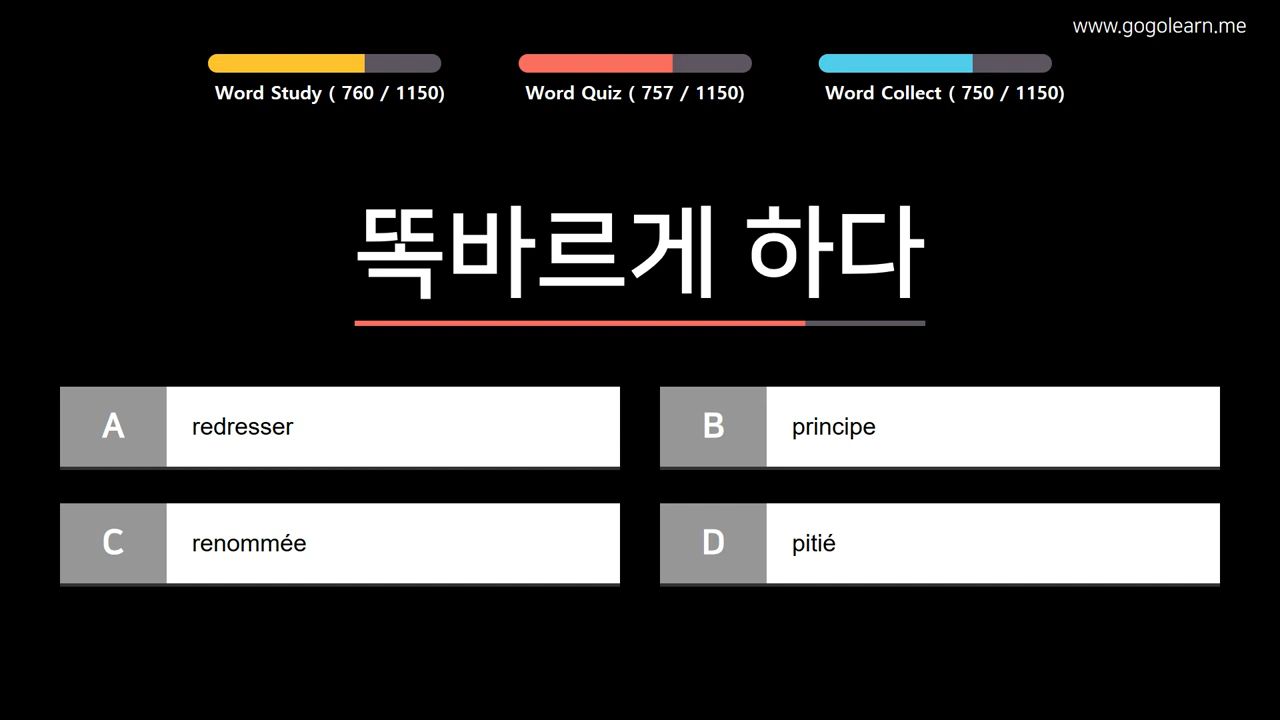 www.gogolearn.me
Word Study ( 760 / 1150)
Word Quiz ( 757 / 1150)
Word Collect ( 750 / 1150)
똑바르게 하다
A redresser
B principe
C renommée
D pitié